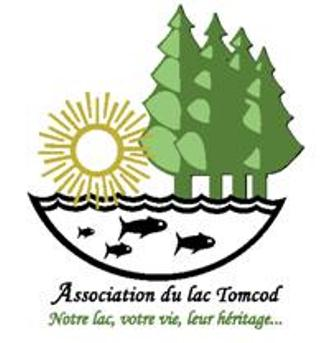 Association du lac Tomcod
Notre lac, votre vie, leur héritage...